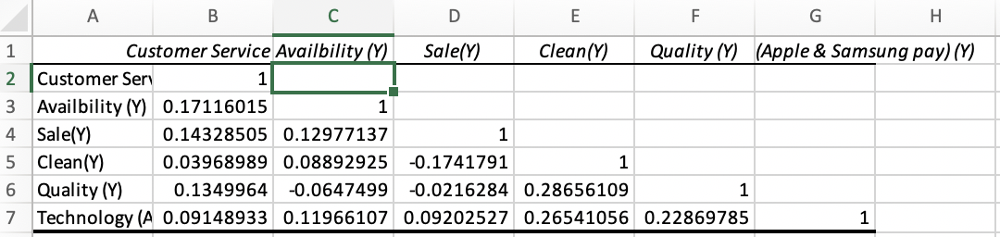 A B C D E F G H
1 Customer Service Availbility (Y) Sale(Y) Clean(Y) Quality (Y) (Apple & Samsung pay) (Y)
2 Customer Serv 1
3 Availbility (Y) 0.17116015 1
4 Sale(Y) 0.14328505 0.12977137 1
5 Clean(Y) 0.03968989 0.08892925 -0.1741791 1
6 Quality (Y) 0.1349964 -0.0647499 -0.0216284 0.28656109 1
7 Technology (A 0.09148933 0.11966107 0.09202527 0.26541056 0.22869785 1